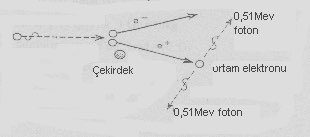 0,51Mev
foton
e⁻
e⁺
Çekirdek
ortam elektronu
0,51Mev foton